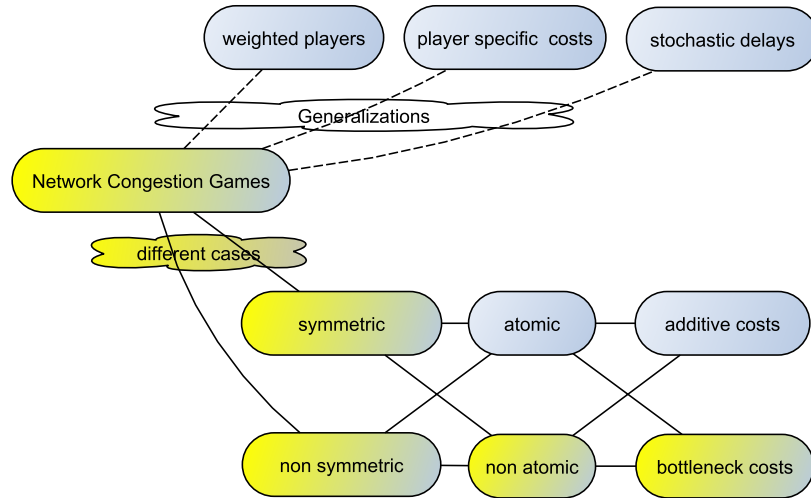 weighted players
player specific costs
stochastic delays
Generalizations
Network Congestion Games
different cases
symmetric
atomic
additive costs
non symmetric
non atomic
bottleneck costs